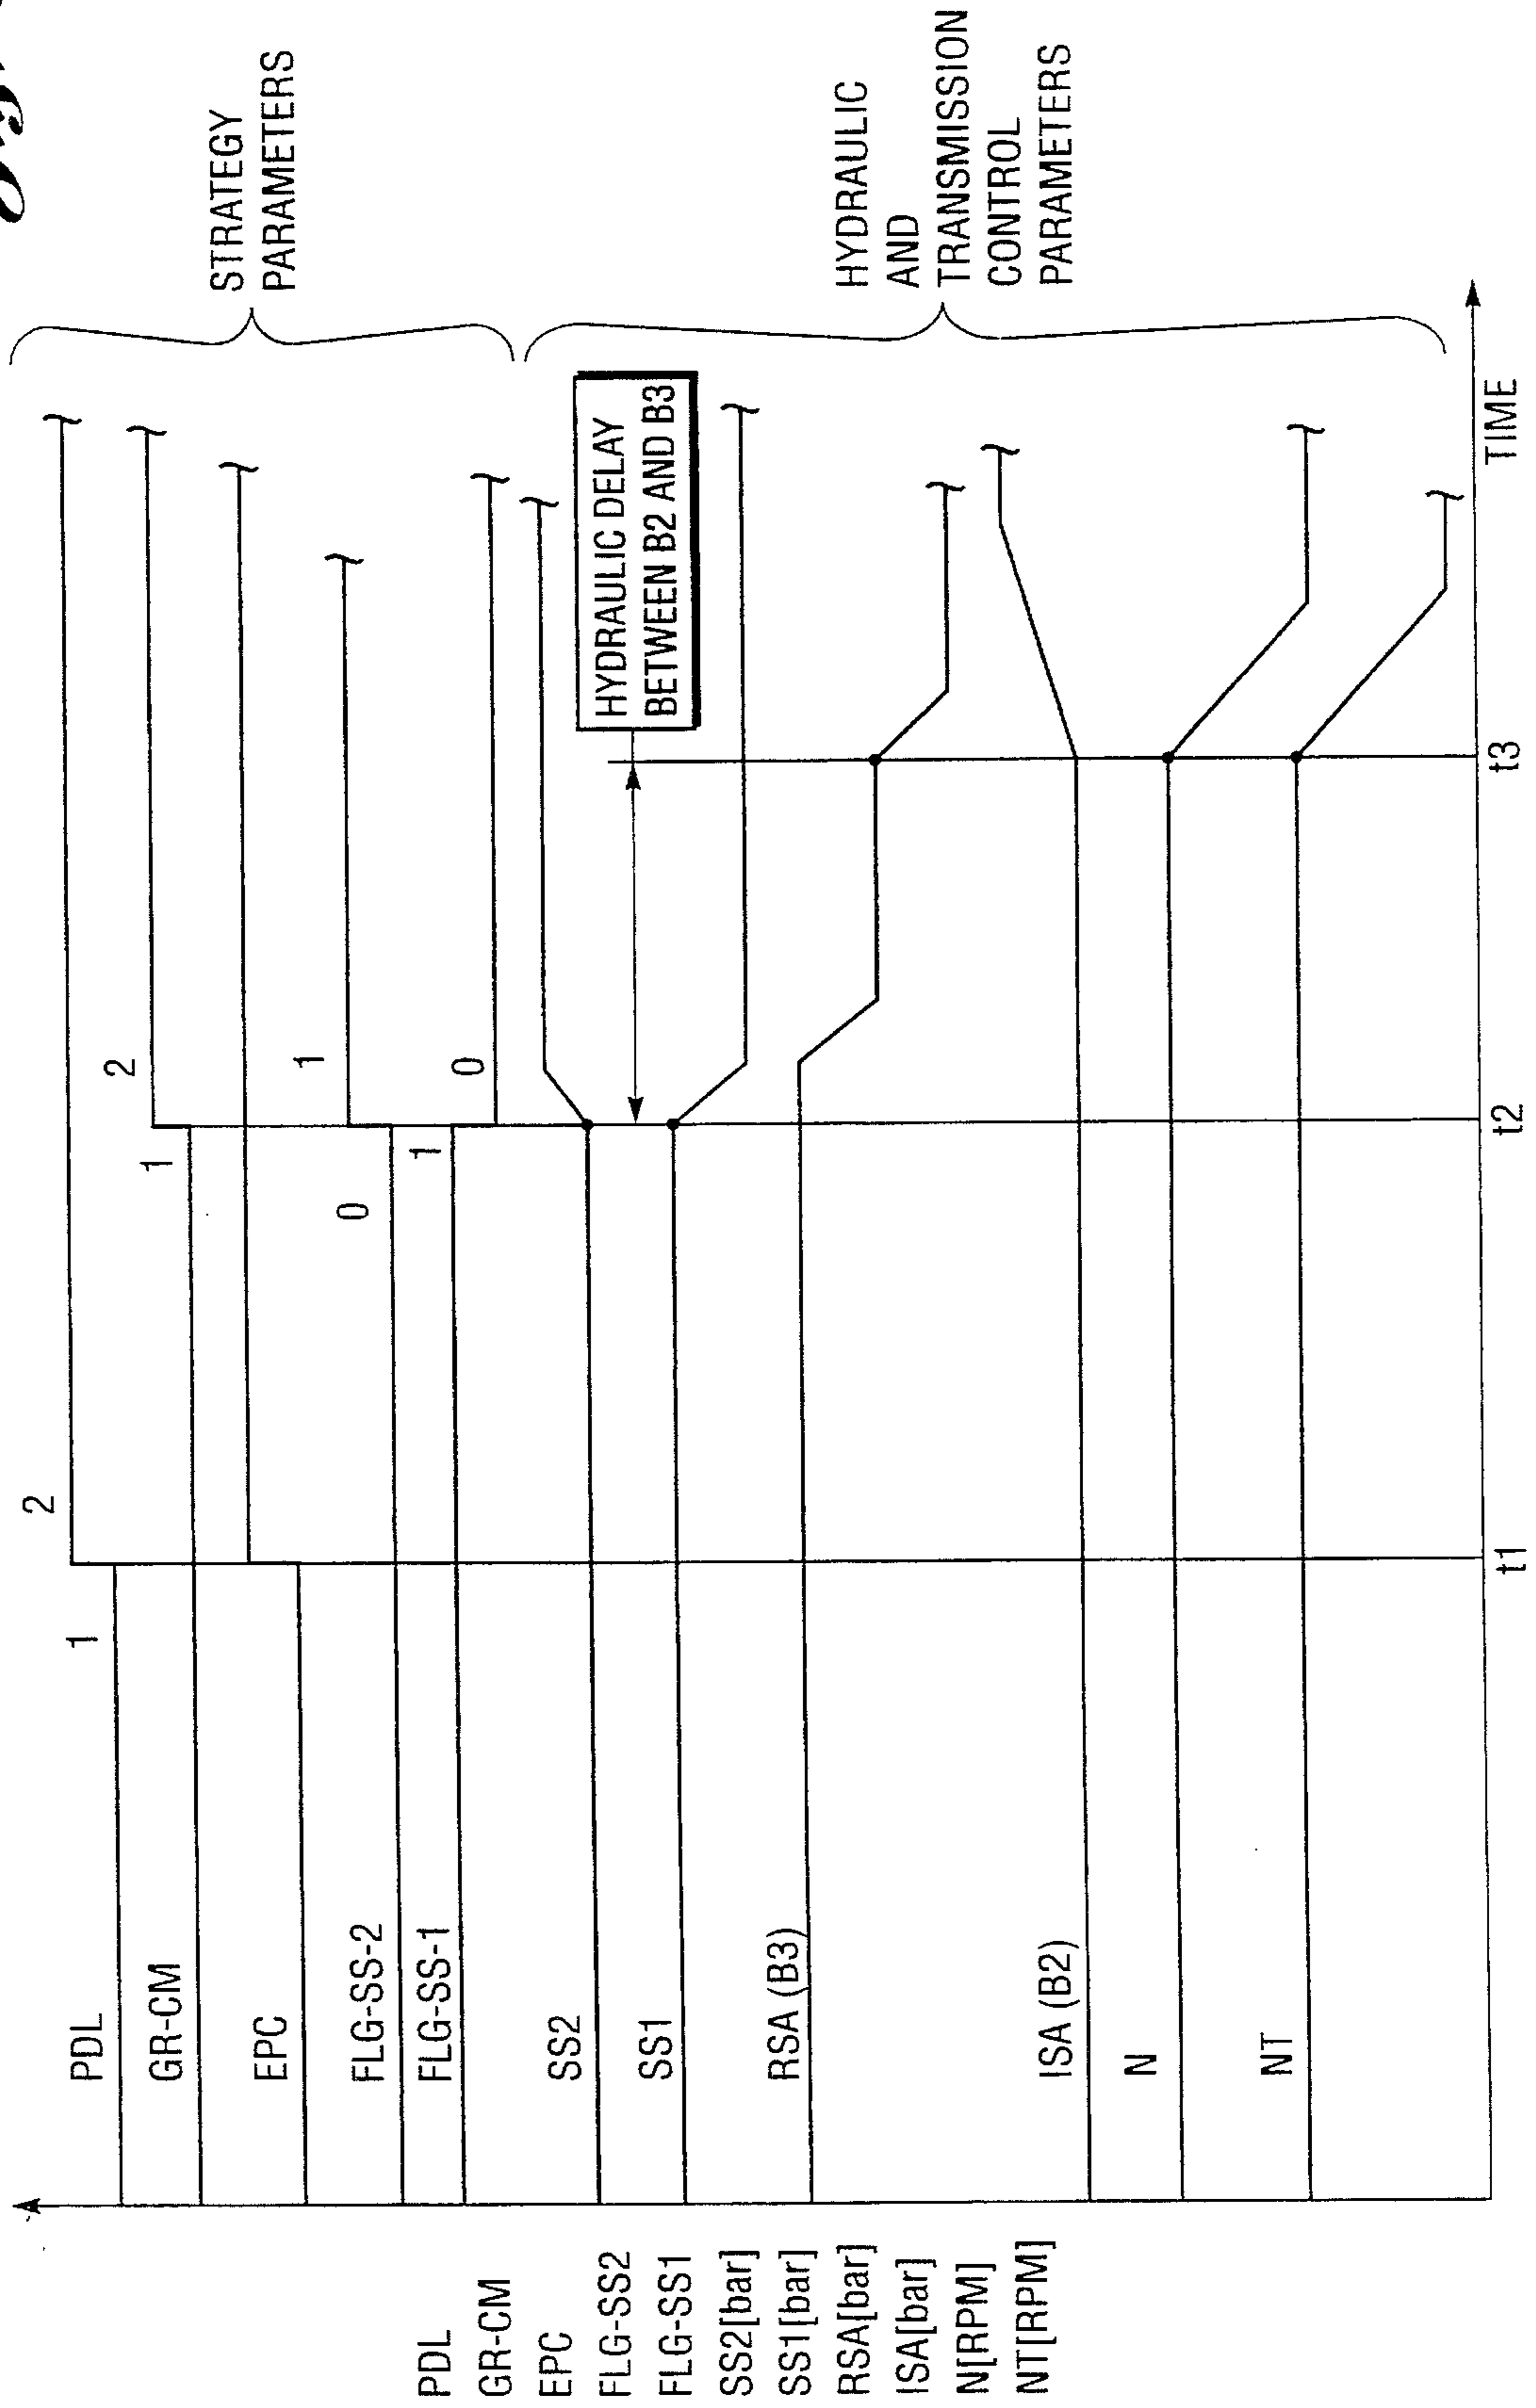 PDL
GR-CM
EPC
FLG-SS2
FLG-SS1
SS2[bar]
SS1[bar]
RSA[bar]
ISA[bar]
N[RPM]
NT[RPM]
PDL
1
2
GR-CM
1
2
EPC
FLG-SS-2
0
1
FLG-SS-1
1
0
SS2
SS1
RSA (B3)
ISA (B2)
N
NT
HYDRAULIC DELAY
BETWEEN B2 AND B3
STRATEGY
PARAMETERS
HYDRAULIC
AND
TRANSMISSION
CONTROL
PARAMETERS
t1
t2
t3
TIME